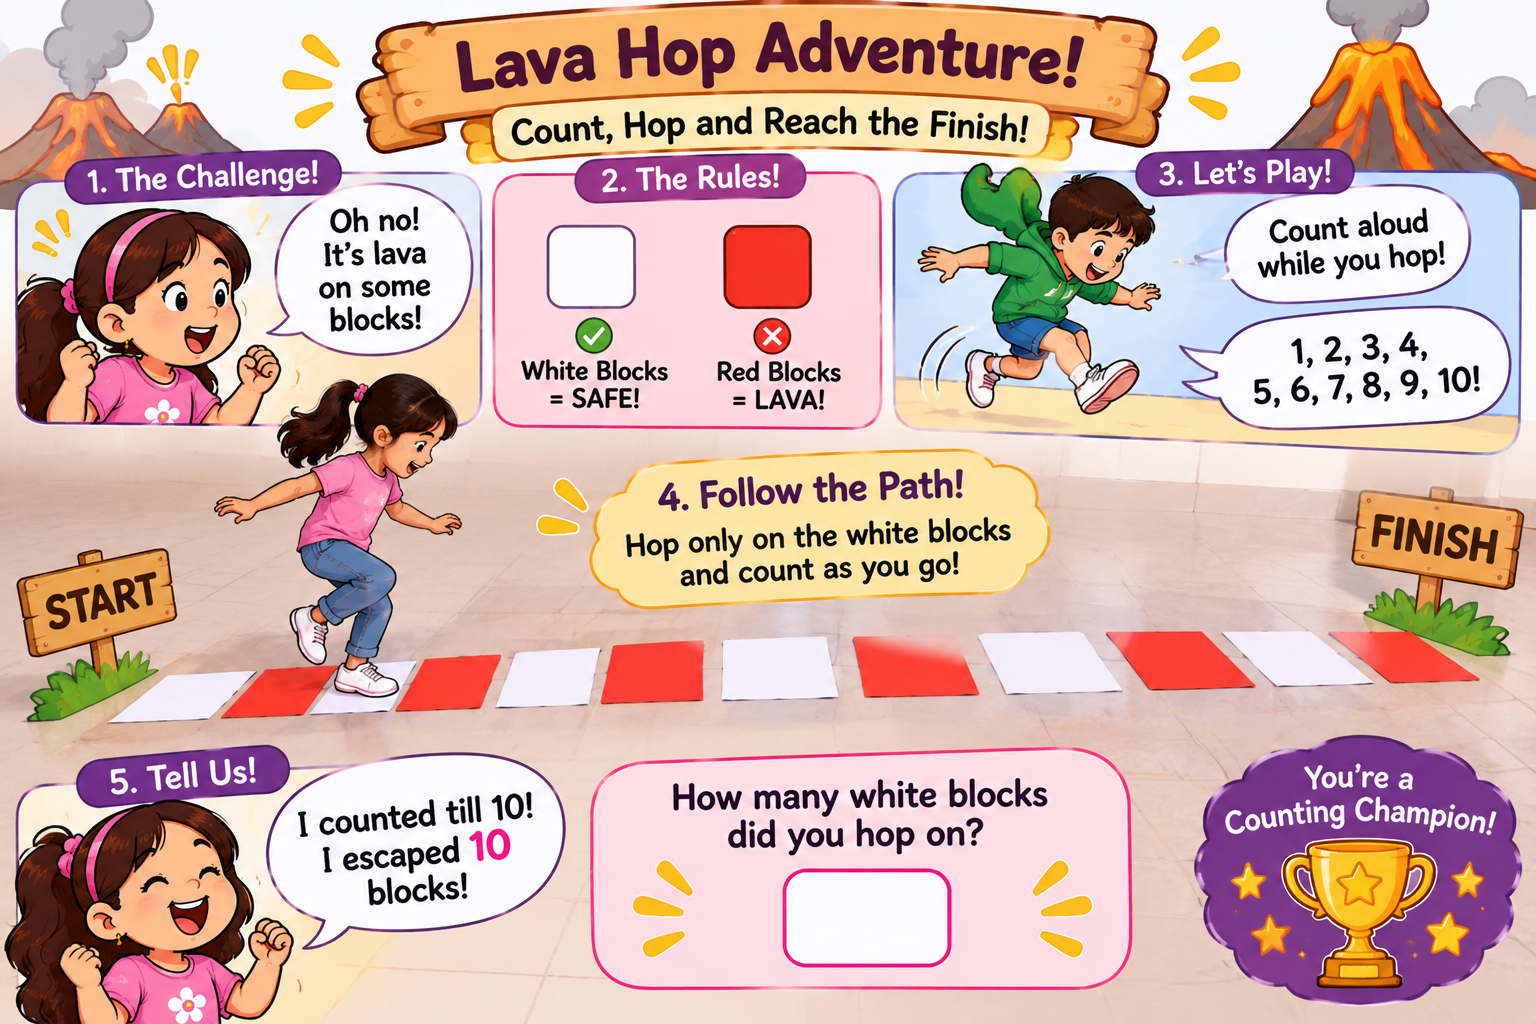 Lava Hop Adventure!
Count, Hop and Reach the Finish!
1. The Challenge!
Oh no!
It's lava
on some
blocks!
2. The Rules!
White Blocks
= SAFE!
Red Blocks
= LAVA!
3. Let's Play!
Count aloud
while you hop!
1, 2, 3, 4,
5, 6, 7, 8, 9, 10!
4. Follow the Path!
Hop only on the white blocks
and count as you go!
START
FINISH
5. Tell Us!
I counted till 10!
I escaped 10
blocks!
How many white blocks
did you hop on?
You're a
Counting Champion!